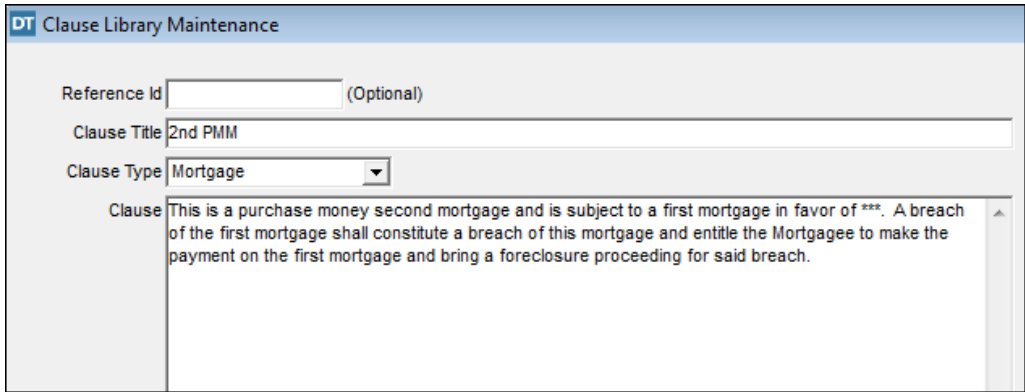 DT Clause Library Maintenance
Reference Id (Optional)
Clause Title 2nd PMM
Clause Type Mortgage
Clause This is a purchase money second mortgage and is subject to a first mortgage in favor of ***.  A breach
of the first mortgage shall constitute a breach of this mortgage and entitle the Mortgagee to make the
payment on the first mortgage and bring a foreclosure proceeding for said breach.